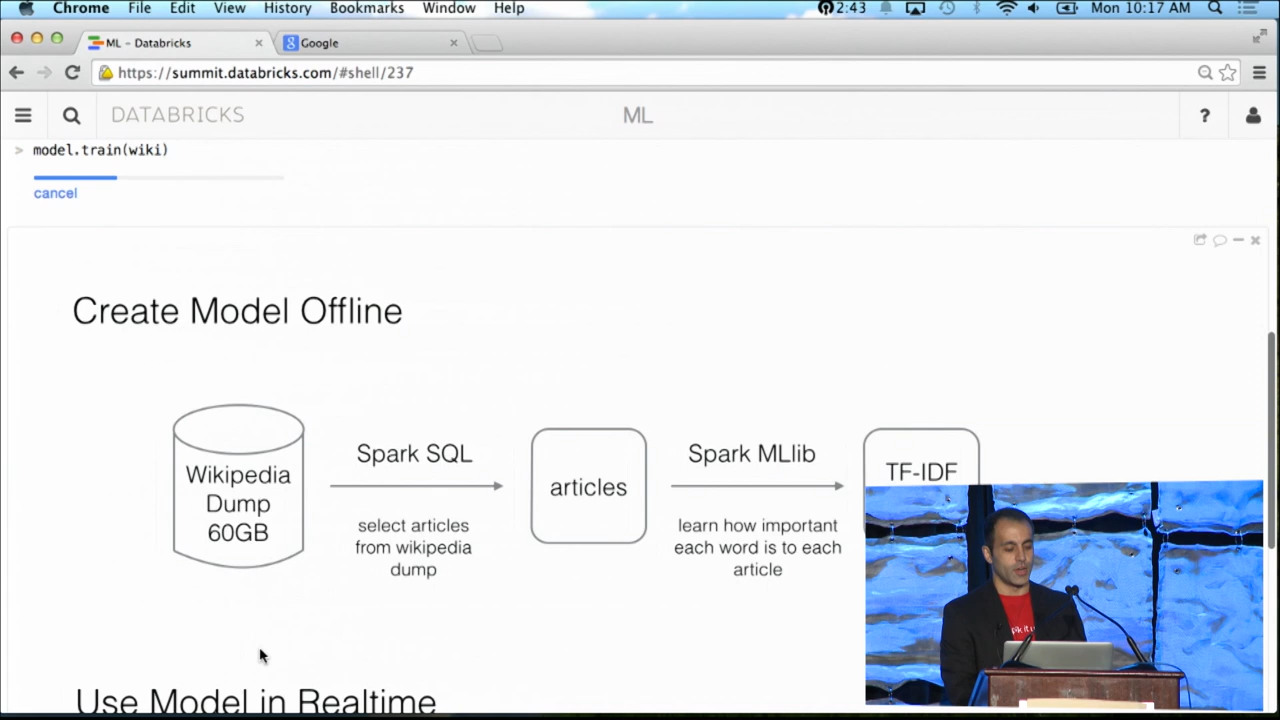 Chrome File Edit View History Bookmarks Window Help 2:43 Mon 10:17 AM
ML – Databricks Google
https://summit.databricks.com/#shell/237
DATABRICKS ML ?
> model.train(wiki)
cancel
Create Model Offline
Wikipedia
Dump
60GB
Spark SQL
select articles
from wikipedia
dump
articles
Spark MLlib
learn how important
each word is to each
article
TF-IDF
Use Model in Realtime